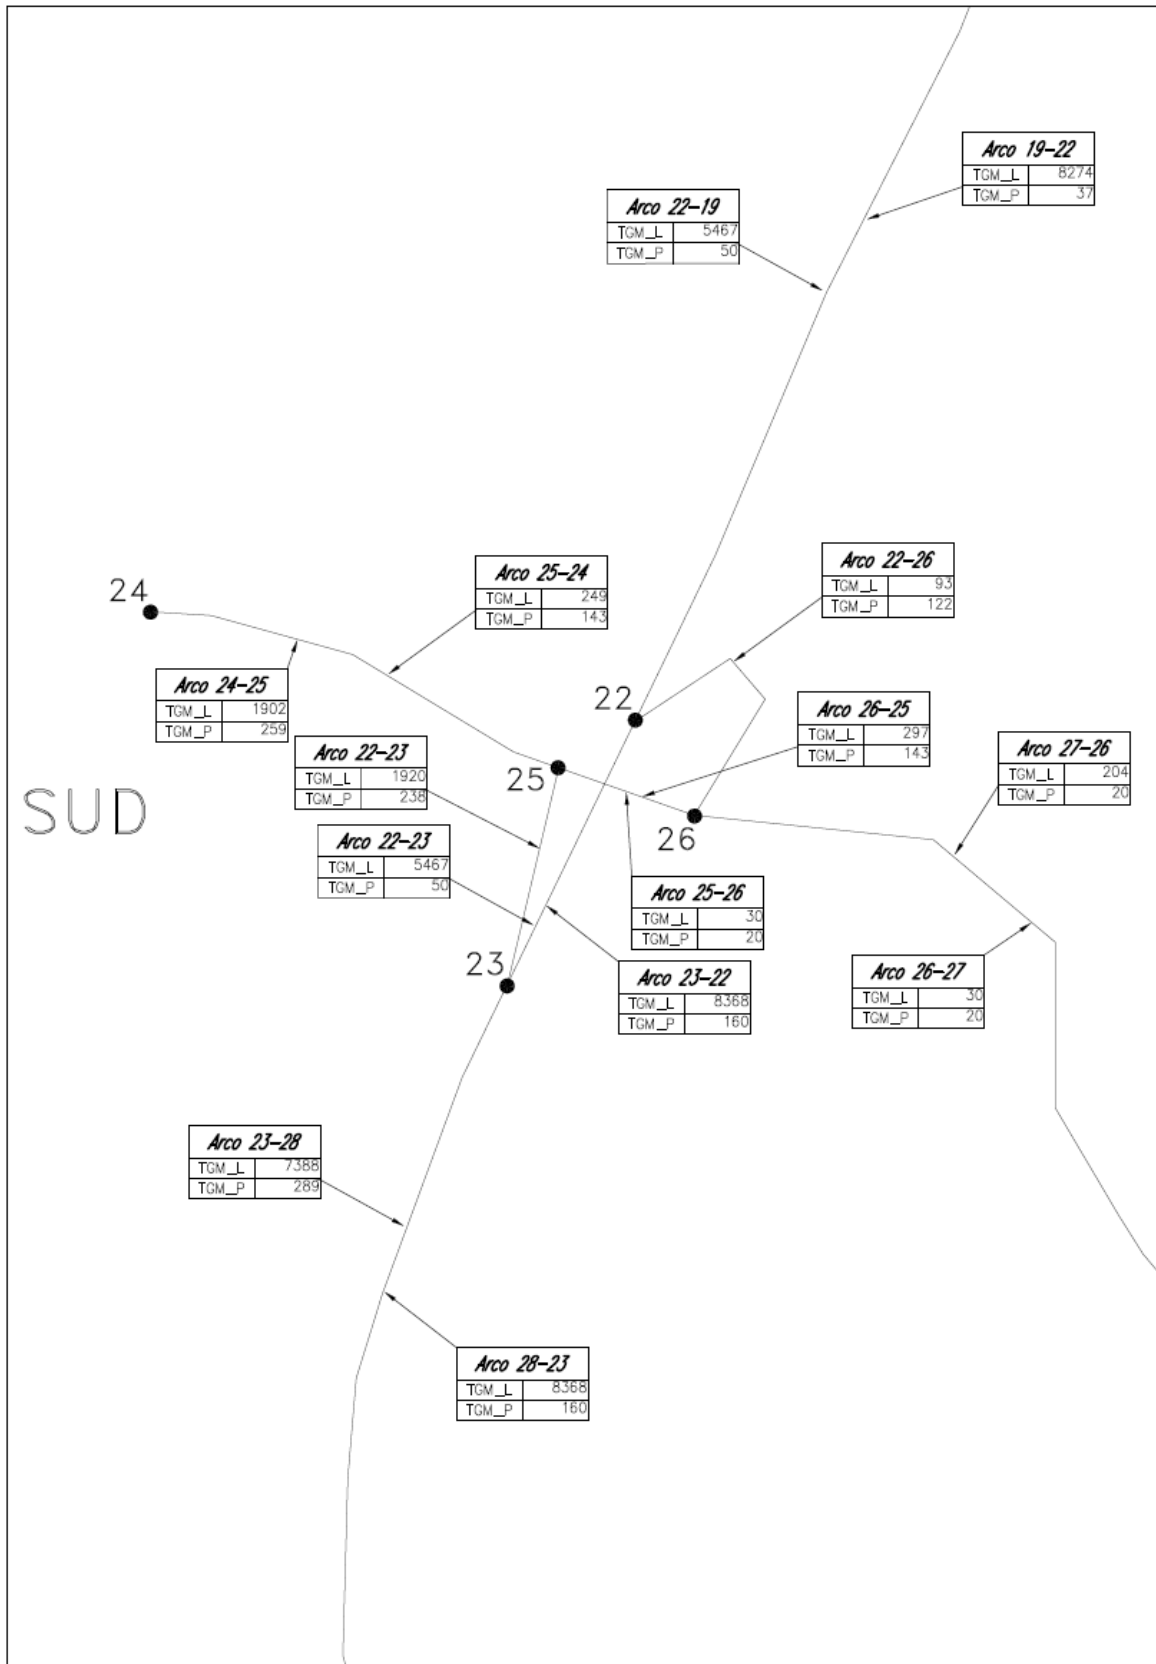 Arco 19-22
TGM_L 8274
TGM_P 37
Arco 22-19
TGM_L 5467
TGM_P 50
Arco 25-24
TGM_L 249
TGM_P 143
Arco 22-26
TGM_L 93
TGM_P 122
24
Arco 24-25
TGM_L 1902
TGM_P 259
22
Arco 26-25
TGM_L 297
TGM_P 143
Arco 22-23
TGM_L 1920
TGM_P 238
25
Arco 27-26
TGM_L 204
TGM_P 20
SUD
26
Arco 22-23
TGM_L 5467
TGM_P 50
Arco 25-26
TGM_L 30
TGM_P 20
23
Arco 23-22
TGM_L 8368
TGM_P 160
Arco 26-27
TGM_L 30
TGM_P 20
Arco 23-28
TGM_L 7388
TGM_P 289
Arco 28-23
TGM_L 8368
TGM_P 160